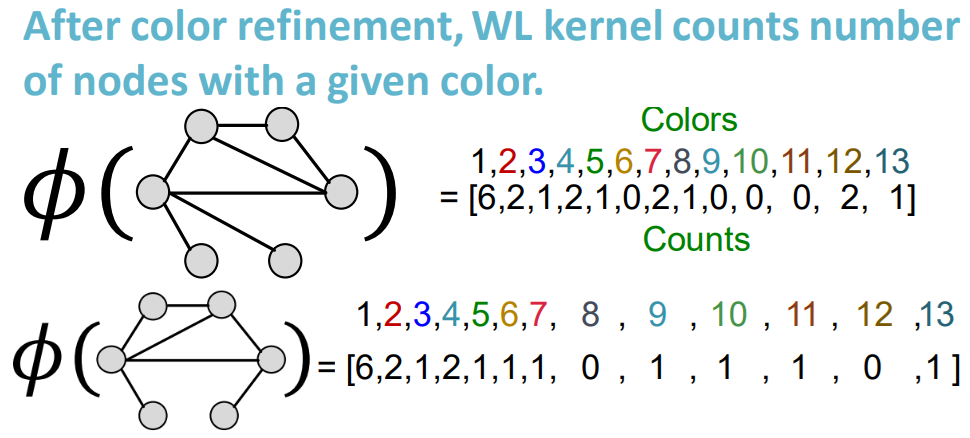 After color refinement, WL kernel counts number
of nodes with a given color.
Colors
1,2,3,4,5,6,7,8,9,10,11,12,13
ϕ( ) = [6,2,1,2,1,0,2,1,0, 0, 0, 2, 1]
Counts
1,2,3,4,5,6,7, 8 , 9 , 10 , 11 , 12 ,13
ϕ( ) = [6,2,1,2,1,1,1, 0 , 1 , 1 , 1 , 0 ,1 ]